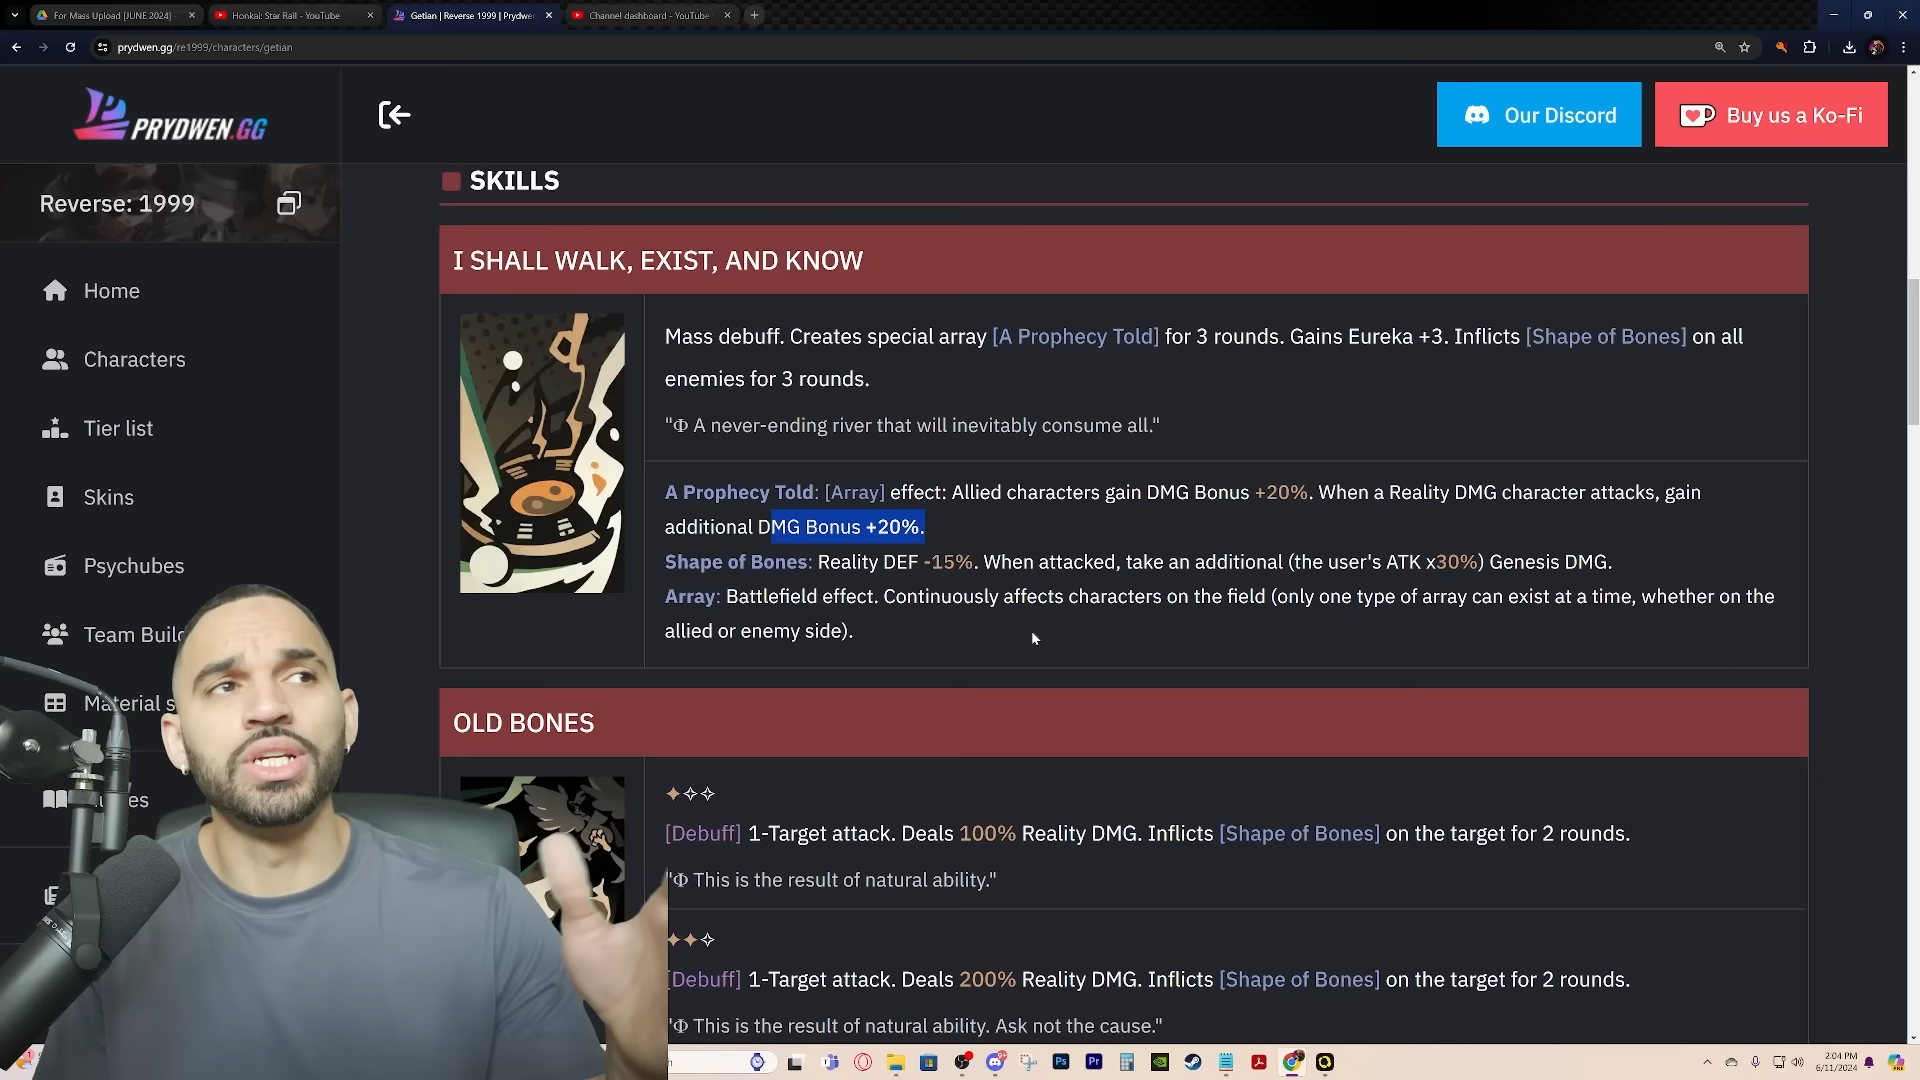 For Mass Upload [JUNE 2024] -
Honkai: Star Rail - YouTube
Getian | Reverse 1999 | Prydwe
Channel dashboard - YouTube
prydwen.gg/re1999/characters/getian
PRYDWEN.GG
Our Discord
Buy us a Ko-Fi
Reverse: 1999
Home
Characters
Tier list
Skins
Psychubes
Team Build
Material s
SKILLS
I SHALL WALK, EXIST, AND KNOW
Mass debuff. Creates special array [A Prophecy Told] for 3 rounds. Gains Eureka +3. Inflicts [Shape of Bones] on all
enemies for 3 rounds.
"Φ A never-ending river that will inevitably consume all."
A Prophecy Told: [Array] effect: Allied characters gain DMG Bonus +20%. When a Reality DMG character attacks, gain
additional DMG Bonus +20%.
Shape of Bones: Reality DEF -15%. When attacked, take an additional (the user's ATK x30%) Genesis DMG.
Array: Battlefield effect. Continuously affects characters on the field (only one type of array can exist at a time, whether on the
allied or enemy side).
OLD BONES
[Debuff] 1-Target attack. Deals 100% Reality DMG. Inflicts [Shape of Bones] on the target for 2 rounds.
"Φ This is the result of natural ability."
[Debuff] 1-Target attack. Deals 200% Reality DMG. Inflicts [Shape of Bones] on the target for 2 rounds.
"Φ This is the result of natural ability. Ask not the cause."
2:04 PM
6/11/2024